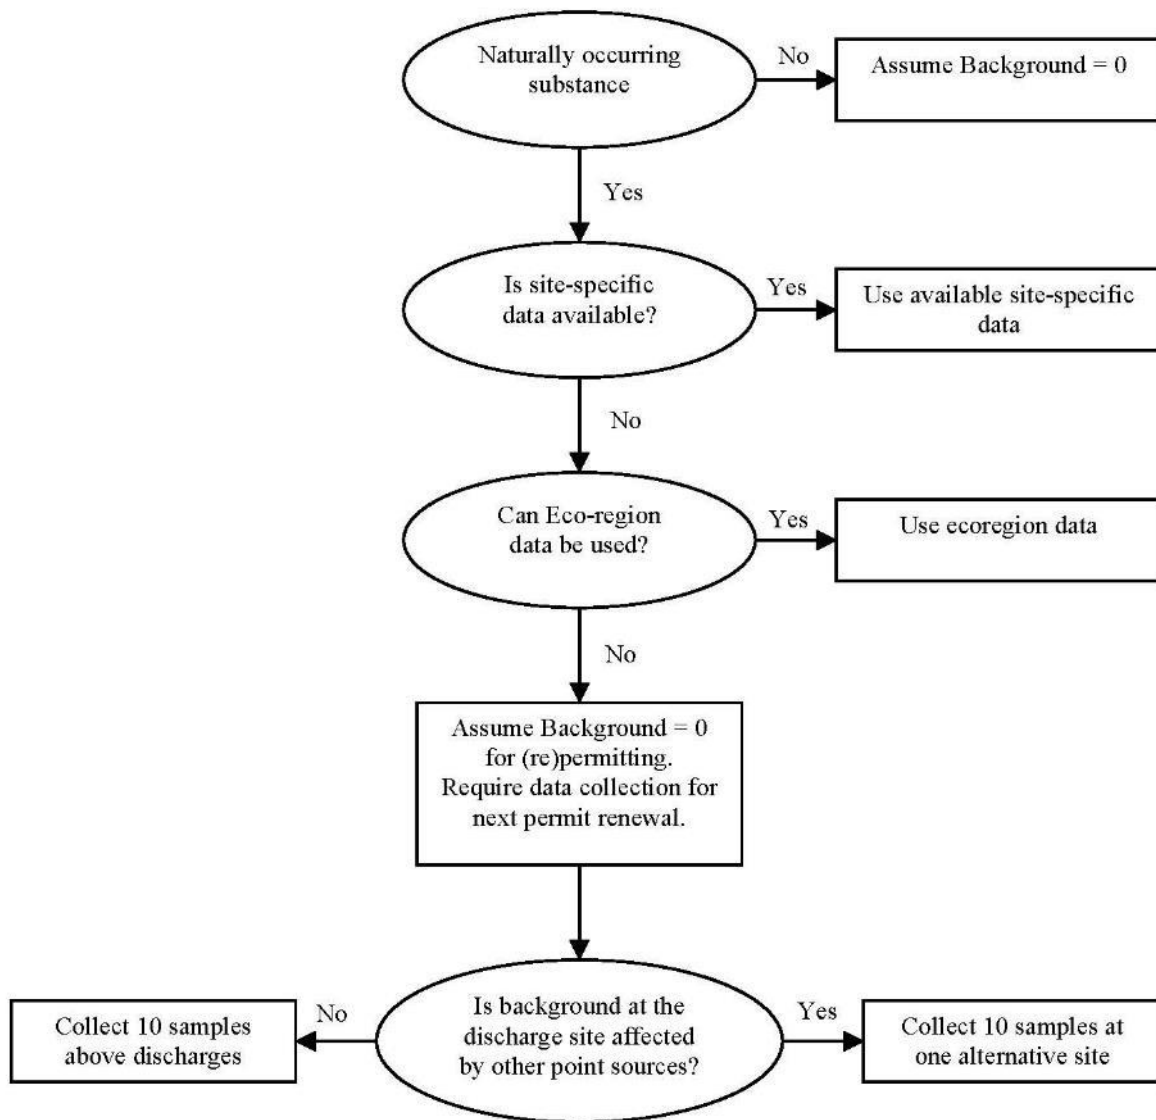 Naturally occurring
substance
No
Assume Background = 0
Yes
Is site-specific
data available?
Yes
Use available site-specific
data
No
Can Eco-region
data be used?
Yes
Use ecoregion data
No
Assume Background = 0
for (re)permitting.
Require data collection for
next permit renewal.
Is background at the
discharge site affected
by other point sources?
No
Collect 10 samples
above discharges
Yes
Collect 10 samples at
one alternative site